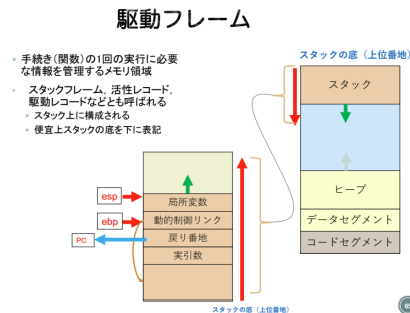 駆動フレーム
• 手続き（関数）の1回の実行に必要
な情報を管理するメモリ領域
• スタックフレーム，活性レコード，
駆動レコードなどとも呼ばれる
• スタック上に構成される
• 便宜上スタックの底を下に表記
スタックの底（上位番地）
スタック
ヒープ
データセグメント
コードセグメント
esp
ebp
PC
局所変数
動的制御リンク
戻り番地
実引数
スタックの底（上位番地）